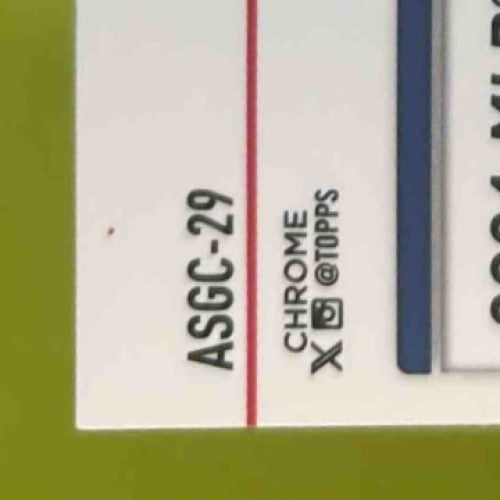 ASGC-29
CHROME
X @TOPPS